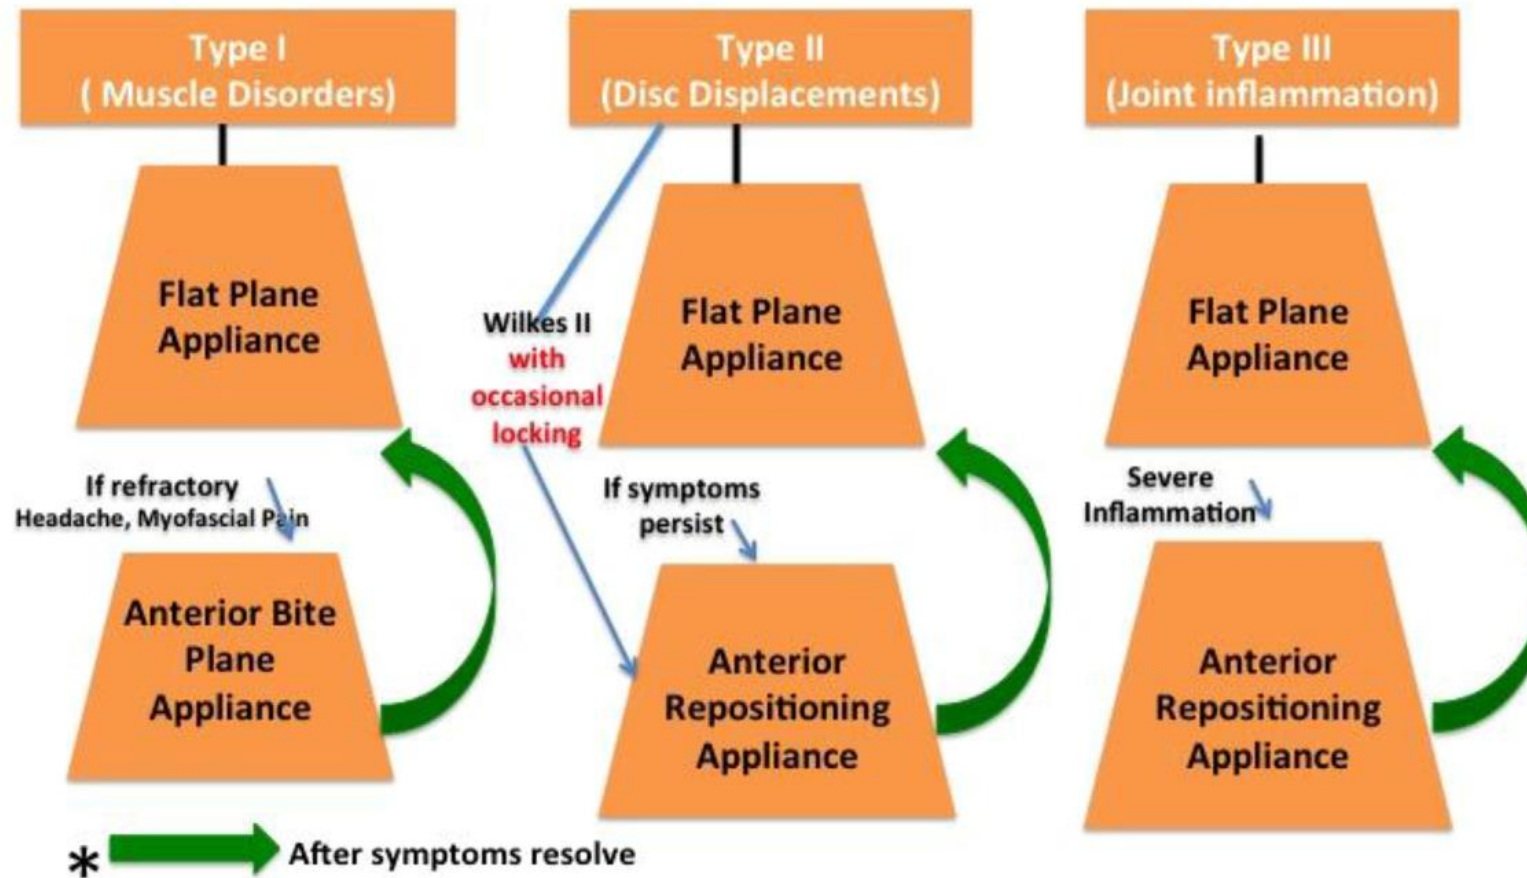 Type I
( Muscle Disorders)
Flat Plane
Appliance
If refractory
Headache, Myofascial Pain
Anterior Bite
Plane
Appliance
Type II
(Disc Displacements)
Wilkes II
with
occasional
locking
Flat Plane
Appliance
If symptoms
persist
Anterior
Repositioning
Appliance
Type III
(Joint inflammation)
Flat Plane
Appliance
Severe
Inflammation
Anterior
Repositioning
Appliance
* After symptoms resolve